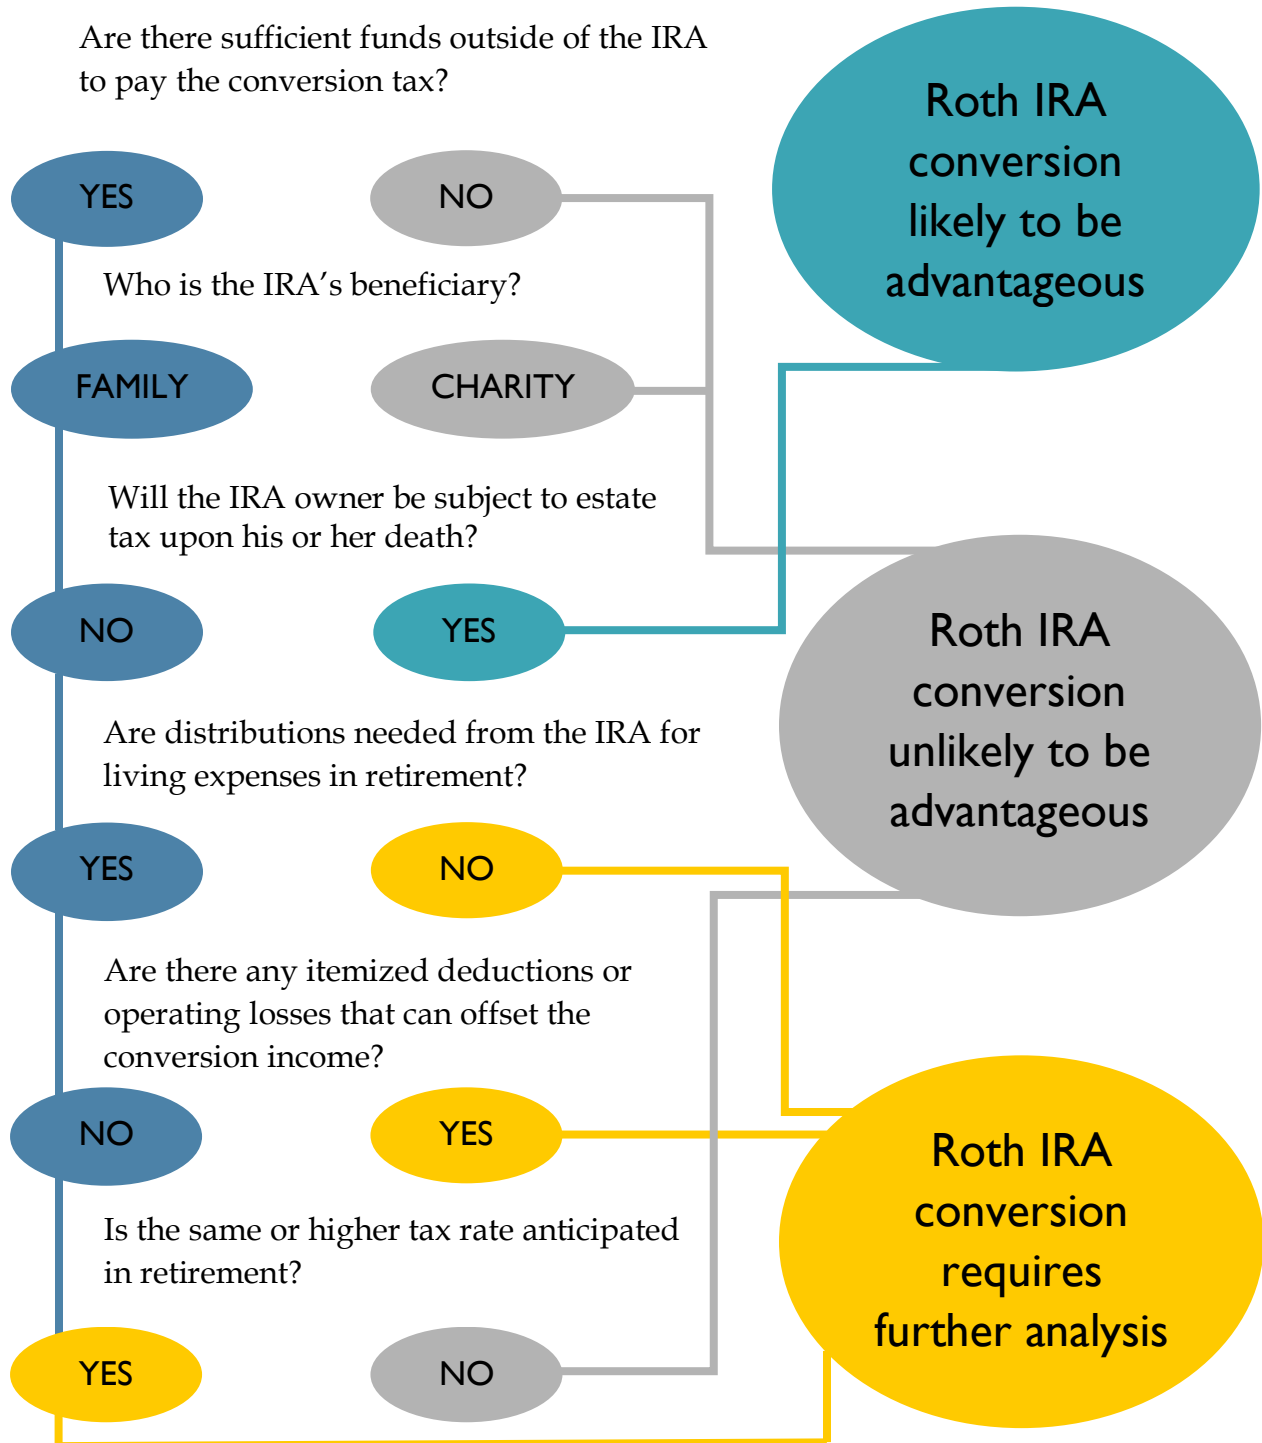 Are there sufficient funds outside of the IRA
to pay the conversion tax?
YES
NO
Who is the IRA’s beneficiary?
FAMILY
CHARITY
Will the IRA owner be subject to estate
tax upon his or her death?
NO
YES
Are distributions needed from the IRA for
living expenses in retirement?
YES
NO
Are there any itemized deductions or
operating losses that can offset the
conversion income?
NO
YES
Is the same or higher tax rate anticipated
in retirement?
YES
NO
Roth IRA
conversion
likely to be
advantageous
Roth IRA
conversion
unlikely to be
advantageous
Roth IRA
conversion
requires
further analysis